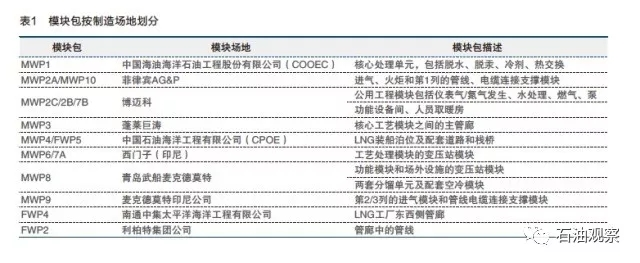 表1 模块包按制造场地划分
模块包 模块场地 模块包描述
MWP1 中国海油海洋石油工程股份有限公司（COOEC） 核心处理单元，包括脱水、脱汞、冷剂、热交换
MWP2A/MWP10 菲律宾AG&P 进气、火炬和第1列的管线、电缆连接支撑模块
MWP2C/2B/7B 博迈科 公用工程模块包括仪表气/氮气发生、水处理、燃气、泵
功能设备间、人员取暖房
MWP3 蓬莱巨涛 核心工艺模块之间的主管廊
MWP4/FWP5 中国石油海洋工程有限公司（CPOE） LNG装船泊位及配套道路和栈桥
MWP6/7A 西门子（印尼） 工艺处理模块的变压站模块
MWP8 青岛武船麦克德莫特 功能模块和场外设施的变压站模块
两套分馏单元及配套空冷模块
MWP9 麦克德莫特印尼公司 第2/3列的进气模块和管线电缆连接支撑模块
FWP4 南通中集太平洋海洋工程有限公司 LNG工厂东西侧管廊
FWP2 利柏特集团公司 管廊中的管线
石油观察